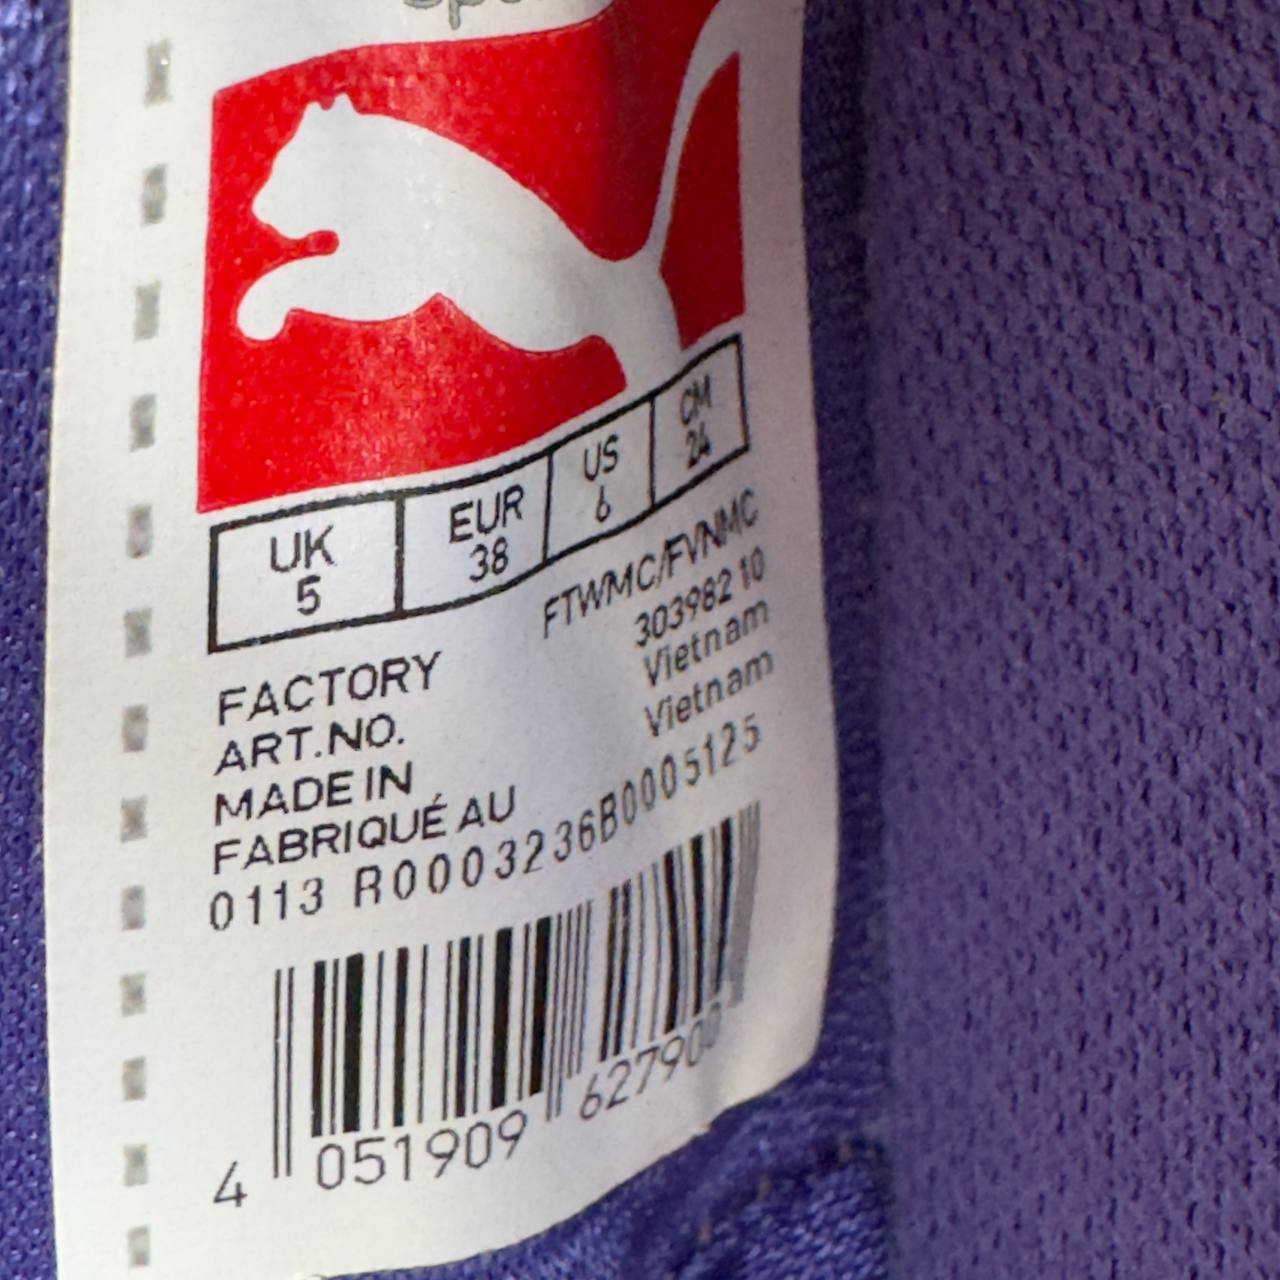 UK EUR US CM
5 38 6 24
FACTORY FTWMC/FVNMC
ART.NO. 303982 10
MADE IN Vietnam
FABRIQUÉ AU Vietnam
0113 R0003236B0005125
4 051909 627900